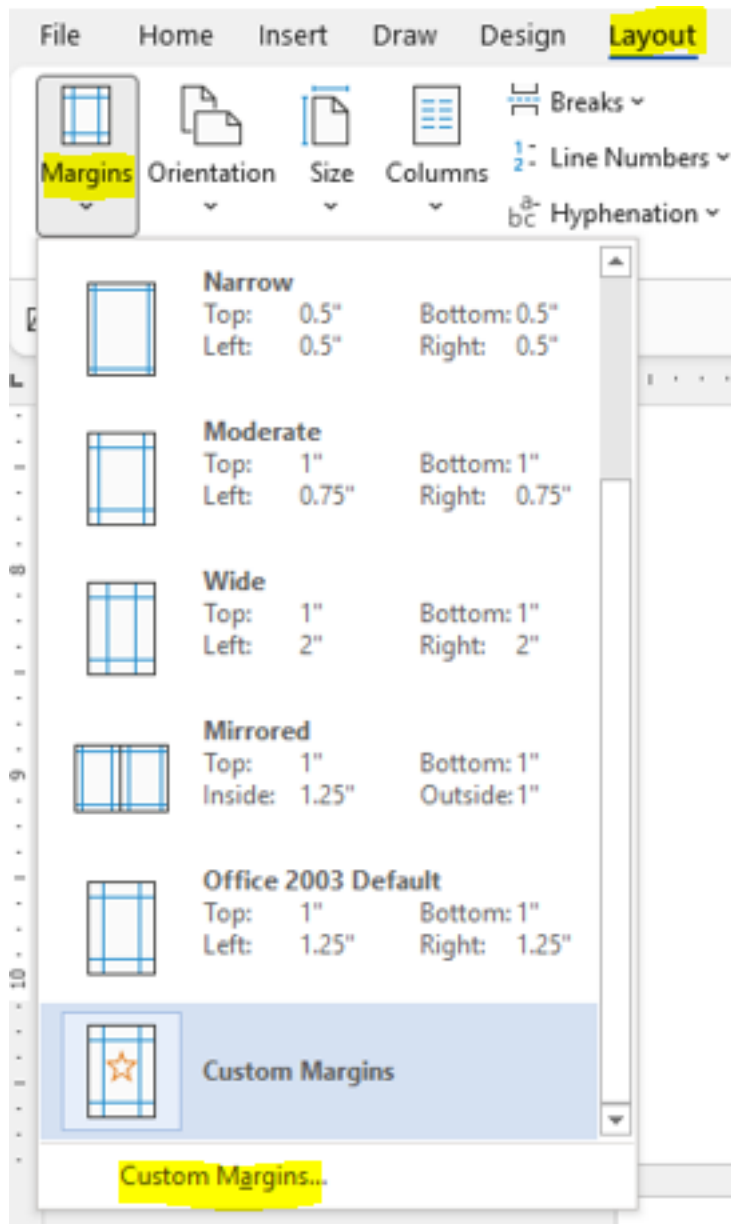 File Home Insert Draw Design Layout
Breaks
Margins Orientation Size Columns
Line Numbers
Hyphenation
Narrow
Top: 0.5" Bottom: 0.5"
Left: 0.5" Right: 0.5"
Moderate
Top: 1" Bottom: 1"
Left: 0.75" Right: 0.75"
Wide
Top: 1" Bottom: 1"
Left: 2" Right: 2"
Mirrored
Top: 1" Bottom: 1"
Inside: 1.25" Outside: 1"
Office 2003 Default
Top: 1" Bottom: 1"
Left: 1.25" Right: 1.25"
Custom Margins
Custom Margins...
8
9
10